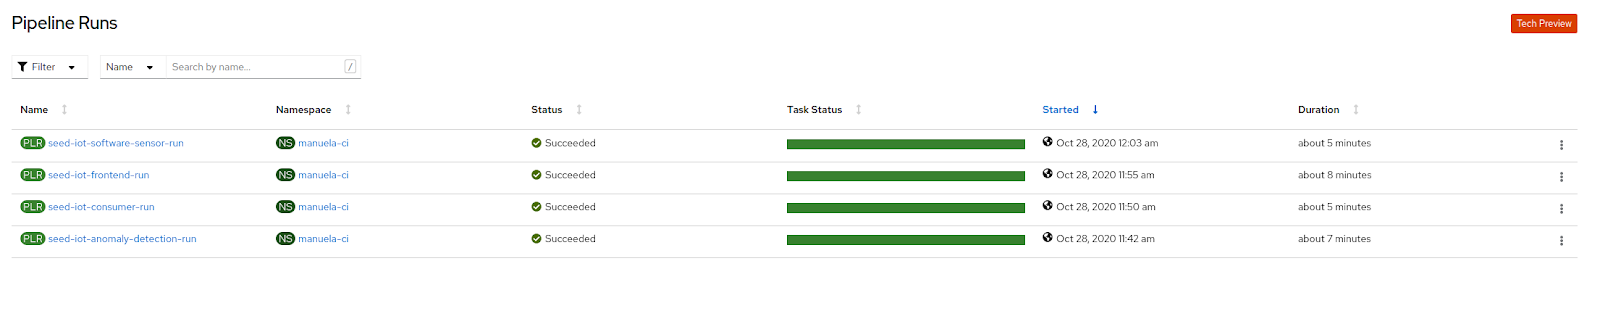 Pipeline Runs
Tech Preview
Filter Name Search by name... /
Name Namespace Status Task Status Started Duration
PLR seed-iot-software-sensor-run NS manuela-ci Succeeded Oct 28, 2020 12:03 am about 5 minutes
PLR seed-iot-frontend-run NS manuela-ci Succeeded Oct 28, 2020 11:55 am about 8 minutes
PLR seed-iot-consumer-run NS manuela-ci Succeeded Oct 28, 2020 11:50 am about 5 minutes
PLR seed-iot-anomaly-detection-run NS manuela-ci Succeeded Oct 28, 2020 11:42 am about 7 minutes